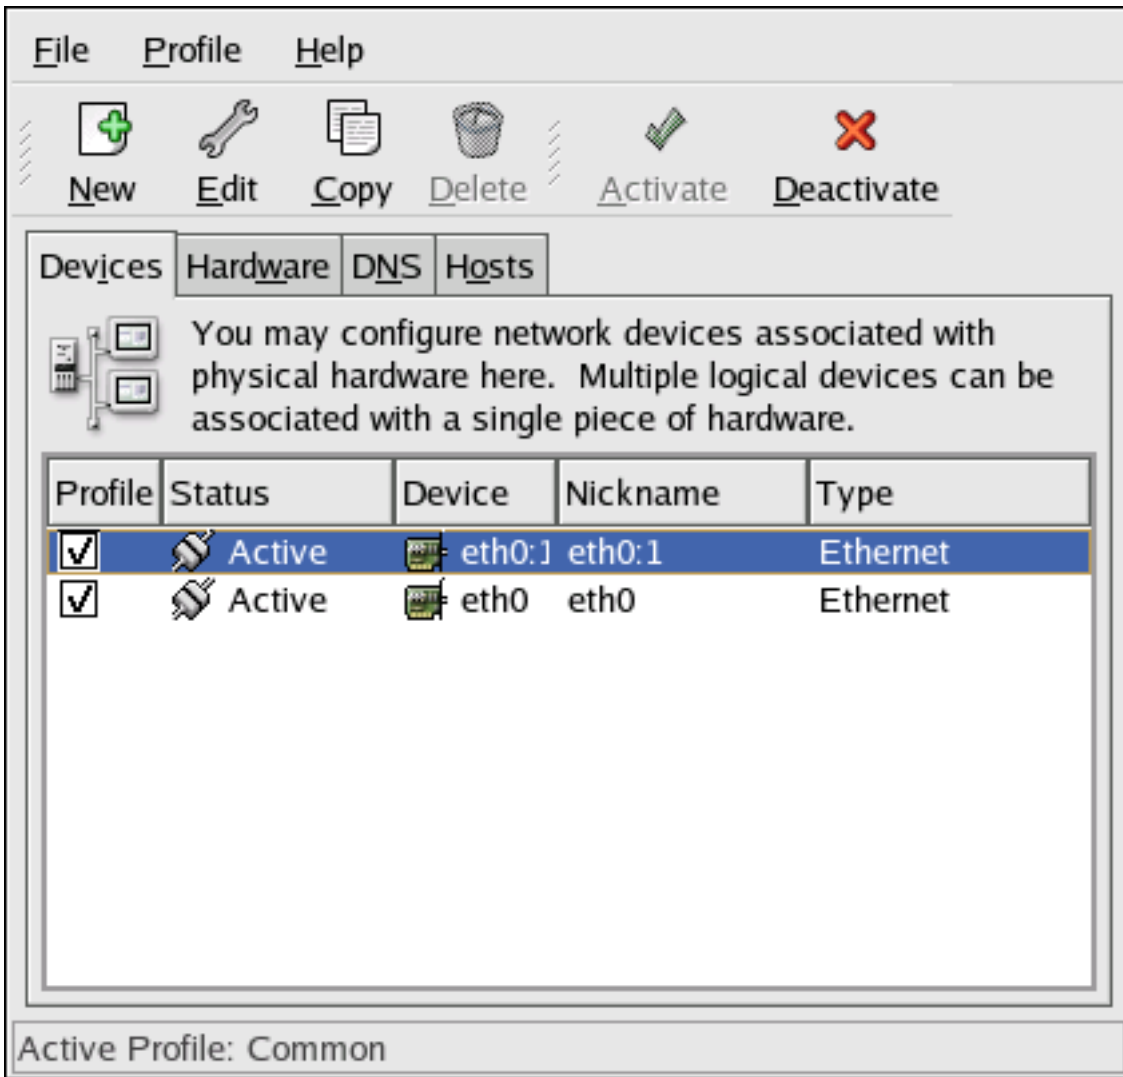 File Profile Help
New Edit Copy Delete Activate Deactivate
Devices Hardware DNS Hosts
You may configure network devices associated with
physical hardware here.  Multiple logical devices can be
associated with a single piece of hardware.
Profile Status Device Nickname Type
Active eth0:1 eth0:1 Ethernet
Active eth0 eth0 Ethernet
Active Profile: Common